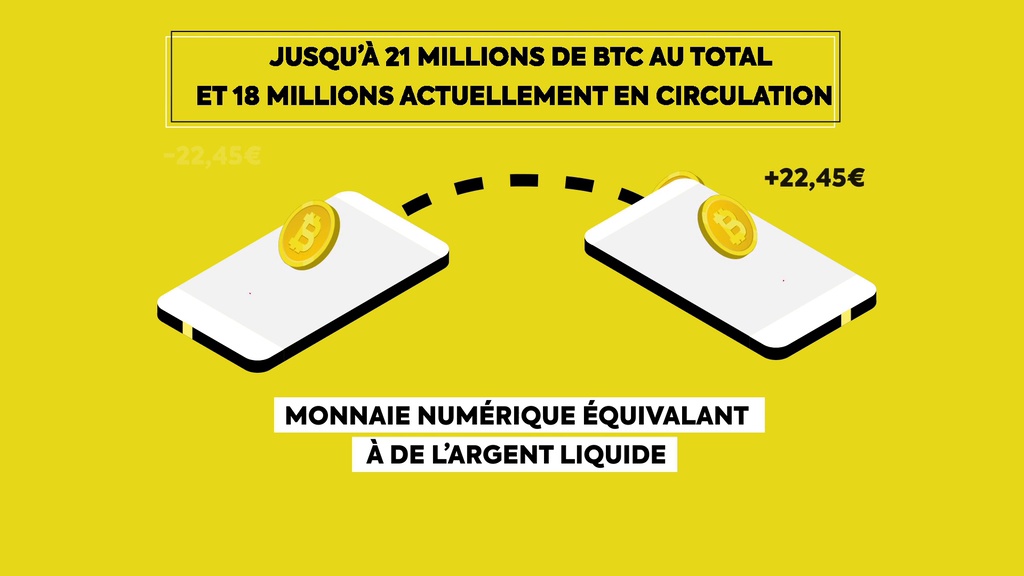 JUSQU'À 21 MILLIONS DE BTC AU TOTAL
ET 18 MILLIONS ACTUELLEMENT EN CIRCULATION
-22,45€
+22,45€
MONNAIE NUMÉRIQUE ÉQUIVALANT
À DE L'ARGENT LIQUIDE